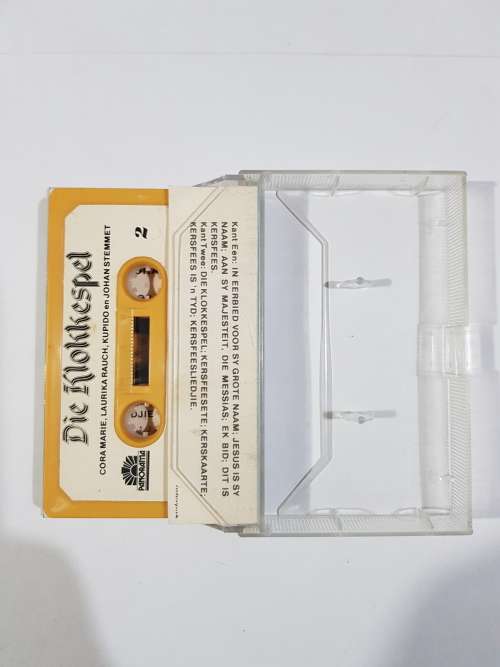 Die Klokkespel
CORA MARIE, LAURIKA RAUCH, KUPIDO en JOHAN STEMMET
2
PANORAMA
DJIE
Kant Een: IN EERBIED VOOR SY GROTE NAAM; JESUS IS SY
NAAM; AAN SY MAJESTEIT, DIE MESSIAS; EK BID; DIT IS
KERSFEES.
Kant Twee: DIE KLOKKESPEL; KERSFEESETE; KERSKAARTE,
KERSFEES IS 'n TYD; KERSFEESLIEDJIE.